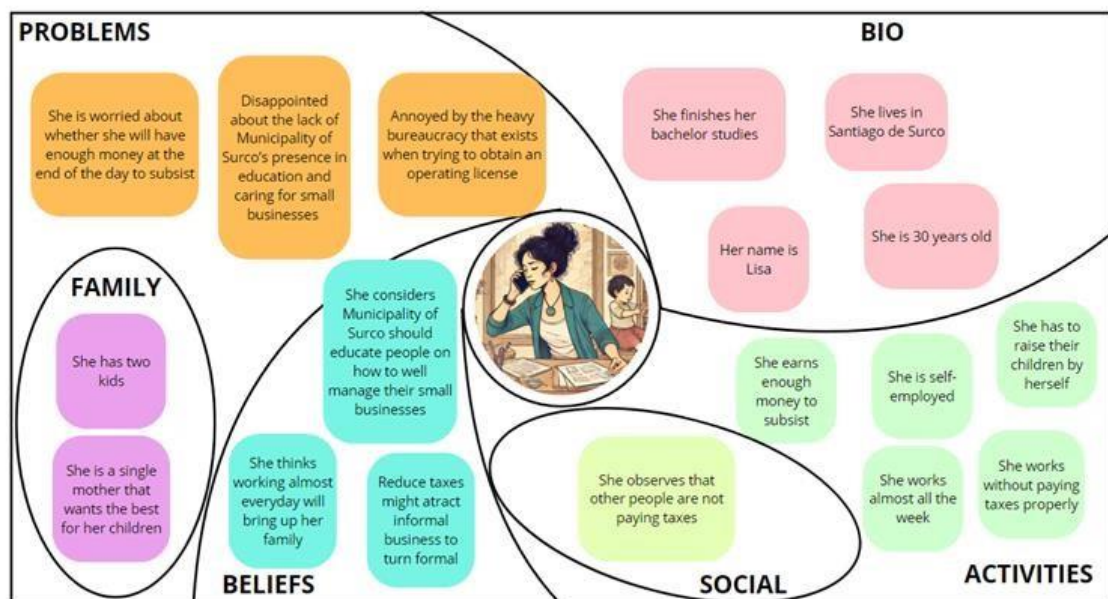 PROBLEMS
She is worried about
whether she will have
enough money at the
end of the day to subsist
Disappointed
about the lack of
Municipality of
Surco's presence in
education and
caring for small
businesses
Annoyed by the heavy
bureaucracy that exists
when trying to obtain an
operating license
BIO
She finishes her
bachelor studies
She lives in
Santiago de Surco
Her name is
Lisa
She is 30 years old
FAMILY
She has two
kids
She is a single
mother that
wants the best
for her children
She considers
Municipality of
Surco should
educate people on
how to well
manage their small
businesses
She thinks
working almost
everyday will
bring up her
family
Reduce taxes
might atract
informal
business to
turn formal
BELIEFS
She observes that
other people are not
paying taxes
SOCIAL
She earns
enough
money to
subsist
She is self-
employed
She has to
raise their
children by
herself
She works
almost all the
week
She works
without paying
taxes properly
ACTIVITIES